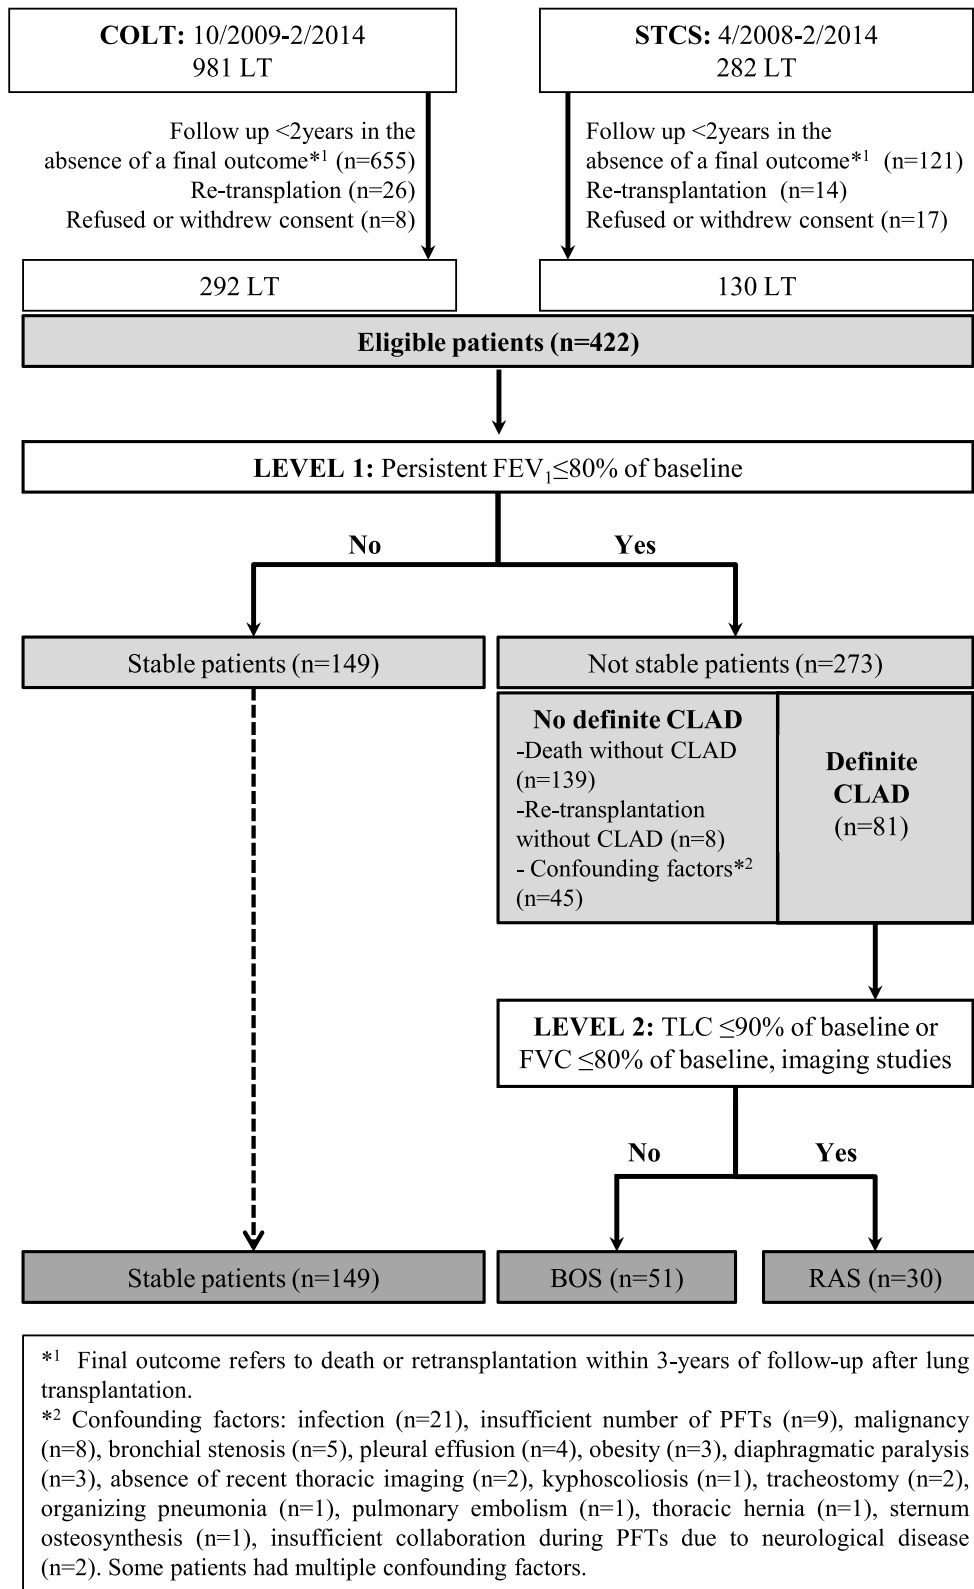 COLT: 10/2009-2/2014
981 LT
STCS: 4/2008-2/2014
282 LT
Follow up <2years in the
absence of a final outcome*1 (n=655)
Re-transplation (n=26)
Refused or withdrew consent (n=8)
Follow up <2years in the
absence of a final outcome*1 (n=121)
Re-transplantation (n=14)
Refused or withdrew consent (n=17)
292 LT
130 LT
Eligible patients (n=422)
LEVEL 1: Persistent FEV1≤80% of baseline
No
Yes
Stable patients (n=149)
Not stable patients (n=273)
No definite CLAD
-Death without CLAD
(n=139)
-Re-transplantation
without CLAD (n=8)
- Confounding factors*2
(n=45)
Definite
CLAD
(n=81)
LEVEL 2: TLC ≤90% of baseline or
FVC ≤80% of baseline, imaging studies
No
Yes
Stable patients (n=149)
BOS (n=51)
RAS (n=30)
*1 Final outcome refers to death or retransplantation within 3-years of follow-up after lung
transplantation.
*2 Confounding factors: infection (n=21), insufficient number of PFTs (n=9), malignancy
(n=8), bronchial stenosis (n=5), pleural effusion (n=4), obesity (n=3), diaphragmatic paralysis
(n=3), absence of recent thoracic imaging (n=2), kyphoscoliosis (n=1), tracheostomy (n=2),
organizing pneumonia (n=1), pulmonary embolism (n=1), thoracic hernia (n=1), sternum
osteosynthesis (n=1), insufficient collaboration during PFTs due to neurological disease
(n=2). Some patients had multiple confounding factors.